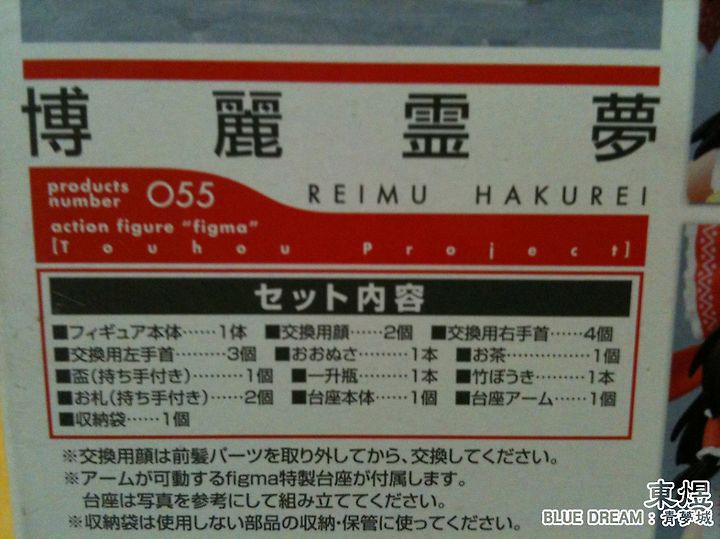 博麗霊夢
products number 055
REIMU HAKUREI
action figure "figma"
[Touhou Project]
セット内容
■フィギュア本体……1体 ■交換用顔……2個 ■交換用右手首……4個
■交換用左手首………3個 ■おおぬさ………1本 ■お茶…………1個
■盃(持ち手付き)……1個 ■一升瓶…………1本 ■竹ぼうき………1本
■お札(持ち手付き)……2個 ■台座本体……1個 ■台座アーム……1個
■収納袋……1個
※交換用顔は前髪パーツを取り外してから、交換してください。
※アームが可動するfigma特製台座が付属します。
台座は写真を参考にして組み立ててください。
※収納袋は使用しない部品の収納・保管に使ってください。
東煜
BLUE DREAM : 青夢城